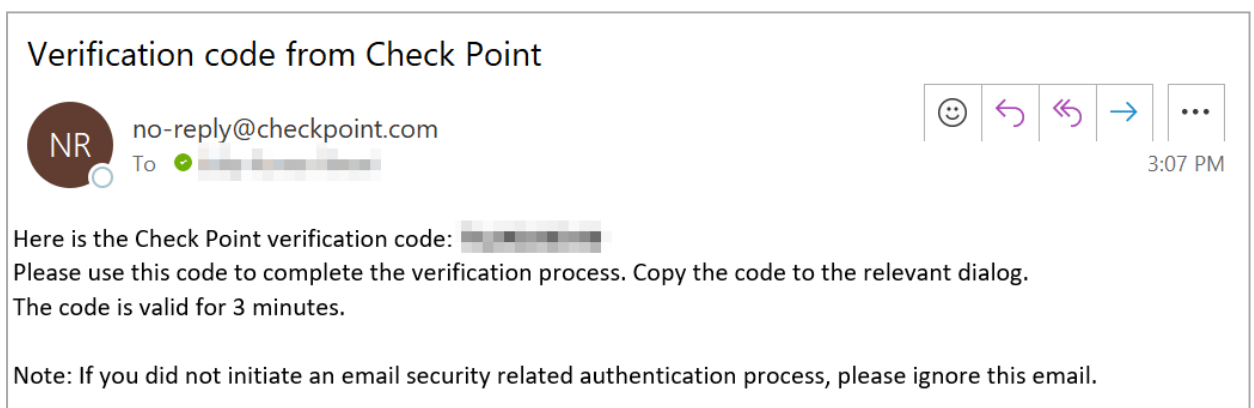 Verification code from Check Point
NR
no-reply@checkpoint.com
To
3:07 PM
Here is the Check Point verification code:
Please use this code to complete the verification process. Copy the code to the relevant dialog.
The code is valid for 3 minutes.
Note: If you did not initiate an email security related authentication process, please ignore this email.